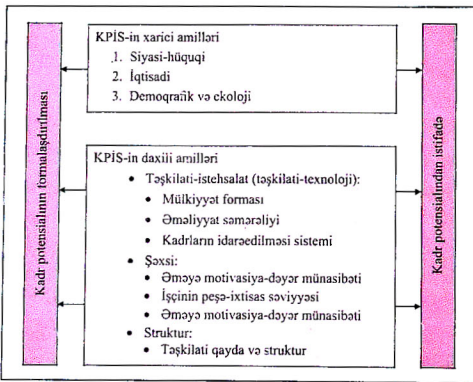 Kadr potensialının formalaşdırılması
KPİS-in xarici amilləri
1. Siyasi-hüquqi
2. İqtisadi
3. Demoqrafik və ekoloji
KPİS-in daxili amilləri
• Təşkilati-istehsalat (təşkilati-texnoloji):
• Mülkiyyət forması
• Əməliyyat səmərəliyi
• Kadrların idarəedilməsi sistemi
• Şəxsi:
• Əməyə motivasiya-dəyər münasibəti
• İşçinin peşə-ixtisas səviyyəsi
• Əməyə motivasiya-dəyər münasibəti
• Struktur:
• Təşkilati qayda və struktur
Kadr potensialından istifadə